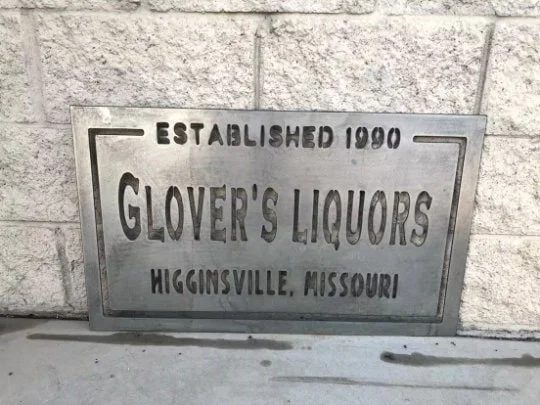 ESTABLISHED 1990
GLOVER'S LIQUORS
HIGGINSVILLE, MISSOURI